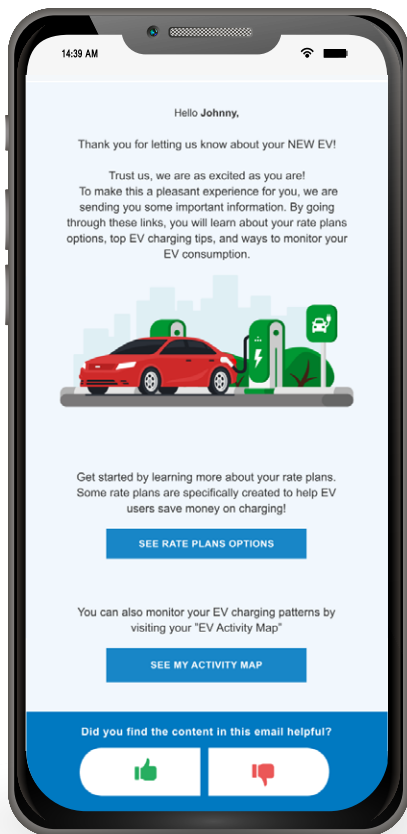 14:39 AM
Hello Johnny,
Thank you for letting us know about your NEW EV!
Trust us, we are as excited as you are!
To make this a pleasant experience for you, we are
sending you some important information. By going
through these links, you will learn about your rate plans
options, top EV charging tips, and ways to monitor your
EV consumption.
Get started by learning more about your rate plans.
Some rate plans are specifically created to help EV
users save money on charging!
SEE RATE PLANS OPTIONS
You can also monitor your EV charging patterns by
visiting your "EV Activity Map"
SEE MY ACTIVITY MAP
Did you find the content in this email helpful?